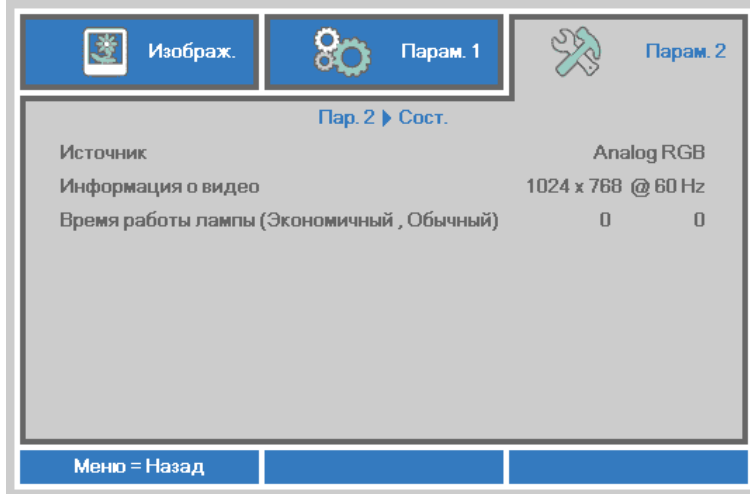 Изображ. Парам. 1 Парам. 2
Пар. 2 Сост.
Источник Analog RGB
Информация о видео 1024 x 768 @ 60 Hz
Время работы лампы (Экономичный , Обычный) 0 0
Меню = Назад